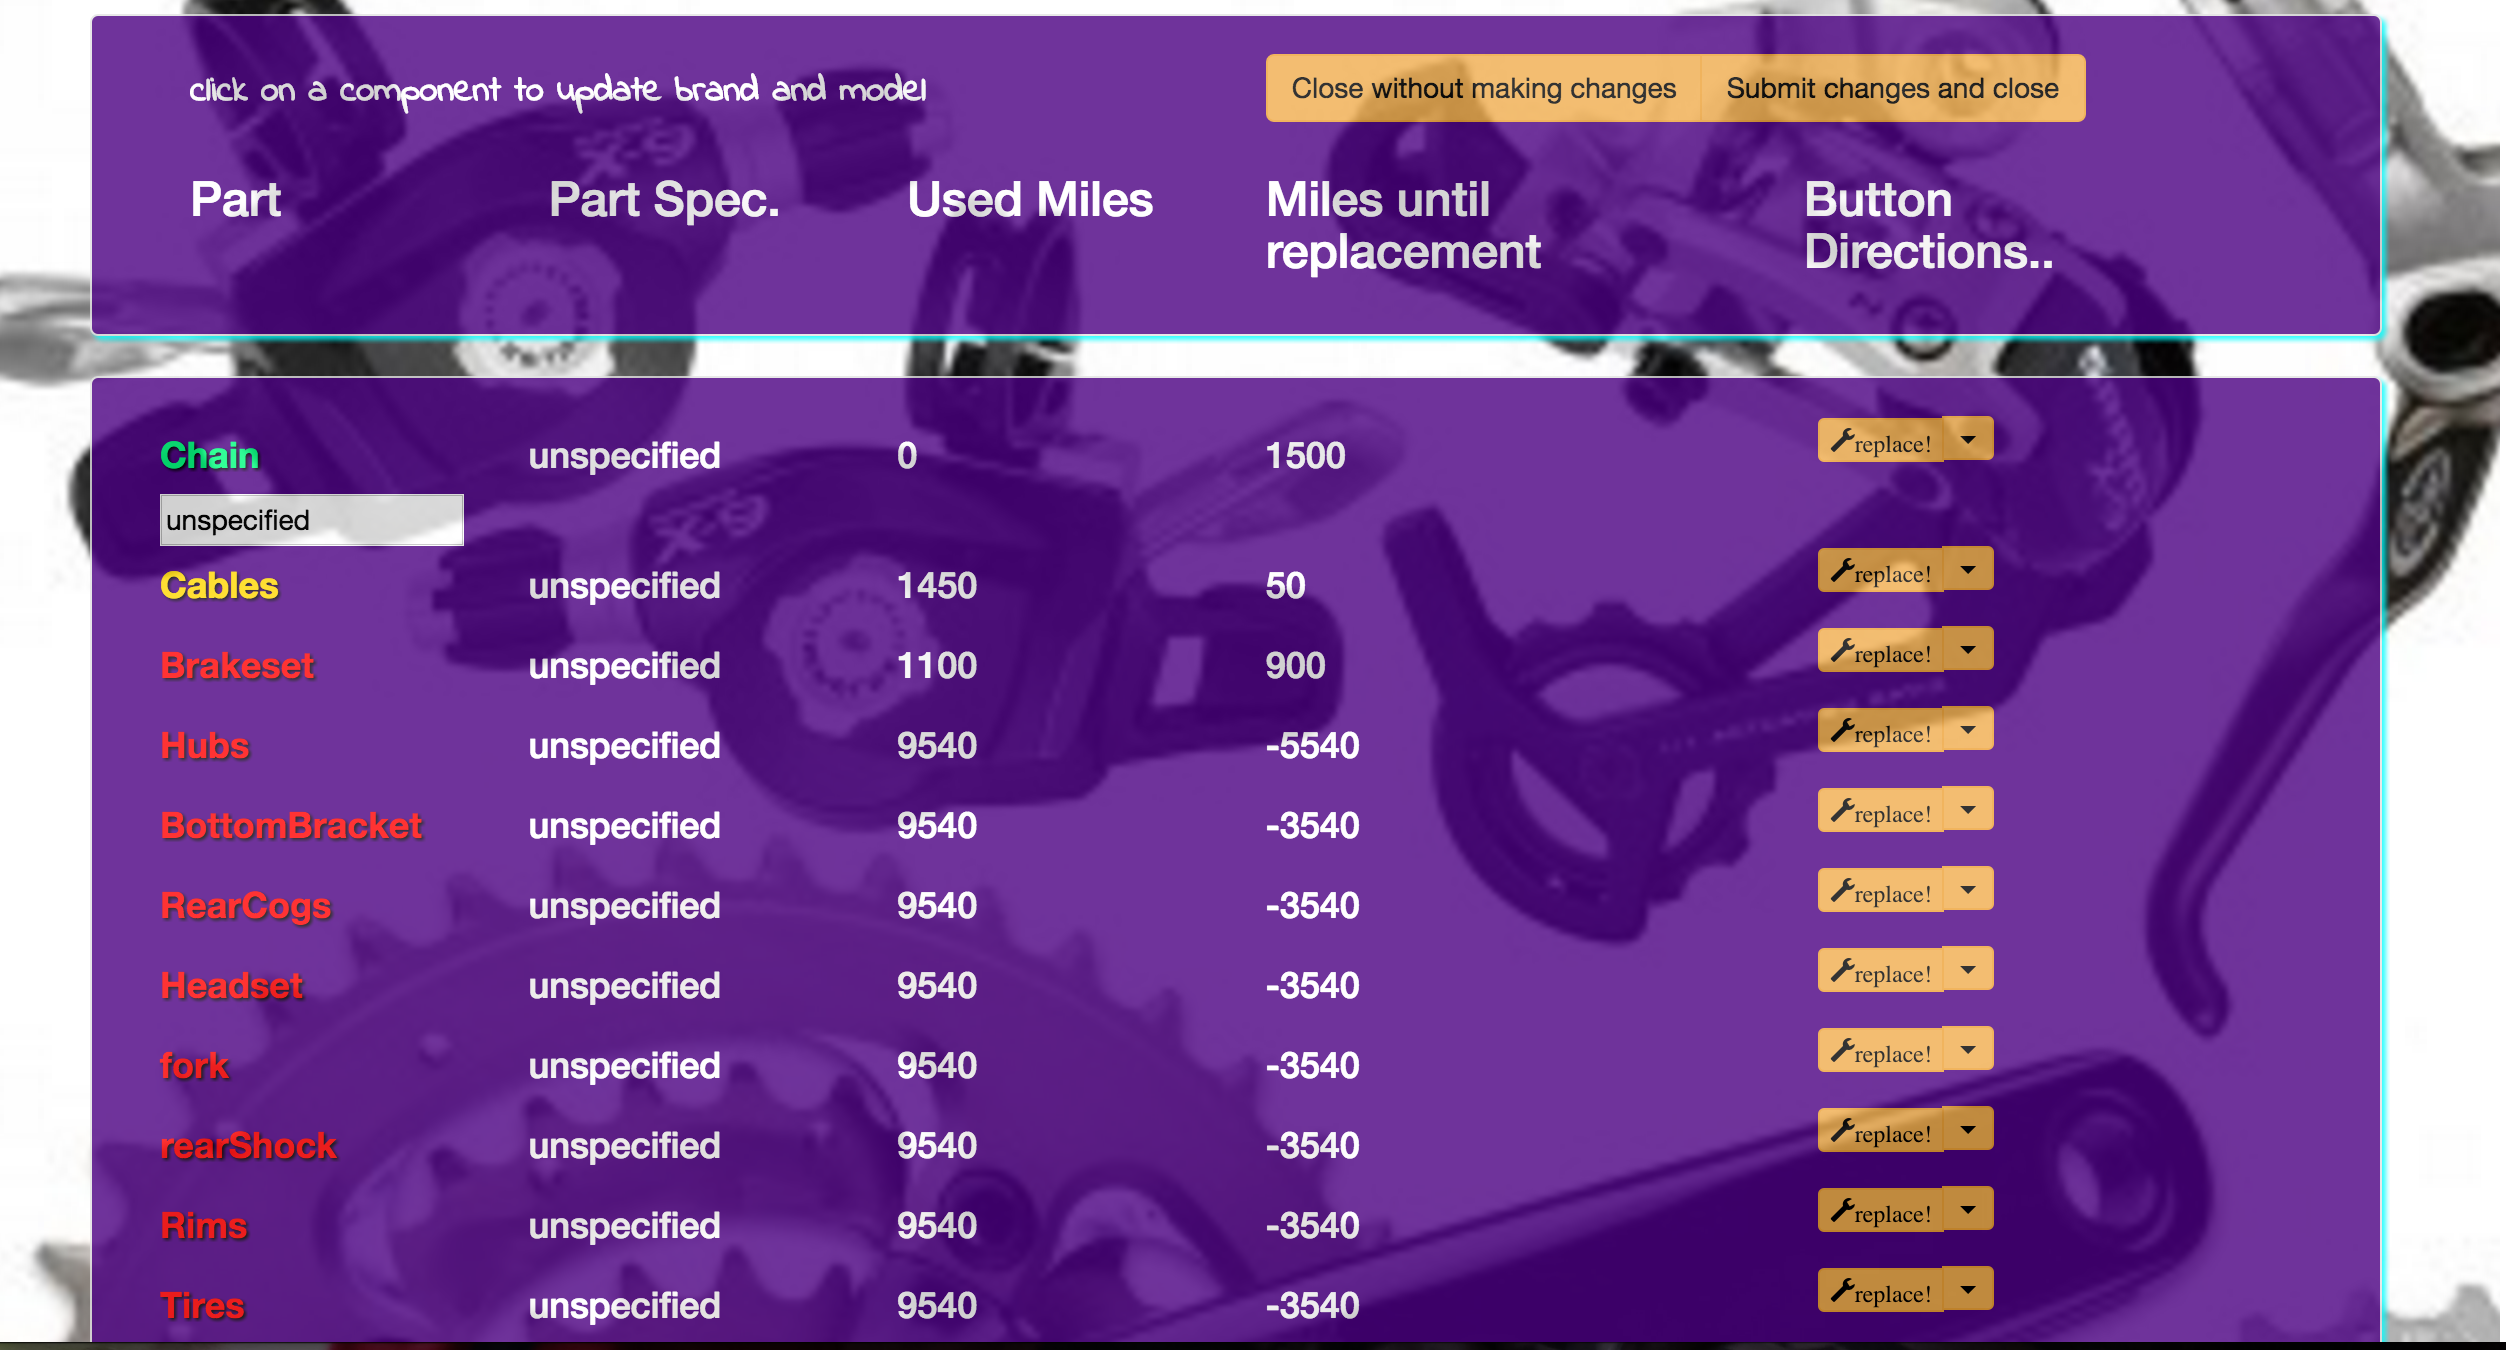 click on a component to update brand and model
Close without making changes Submit changes and close
Part Part Spec. Used Miles Miles until replacement Button Directions..
Chain unspecified 0 1500 replace!
unspecified
Cables unspecified 1450 50 replace!
Brakeset unspecified 1100 900 replace!
Hubs unspecified 9540 -5540 replace!
BottomBracket unspecified 9540 -3540 replace!
RearCogs unspecified 9540 -3540 replace!
Headset unspecified 9540 -3540 replace!
fork unspecified 9540 -3540 replace!
rearShock unspecified 9540 -3540 replace!
Rims unspecified 9540 -3540 replace!
Tires unspecified 9540 -3540 replace!
X-9
X-9